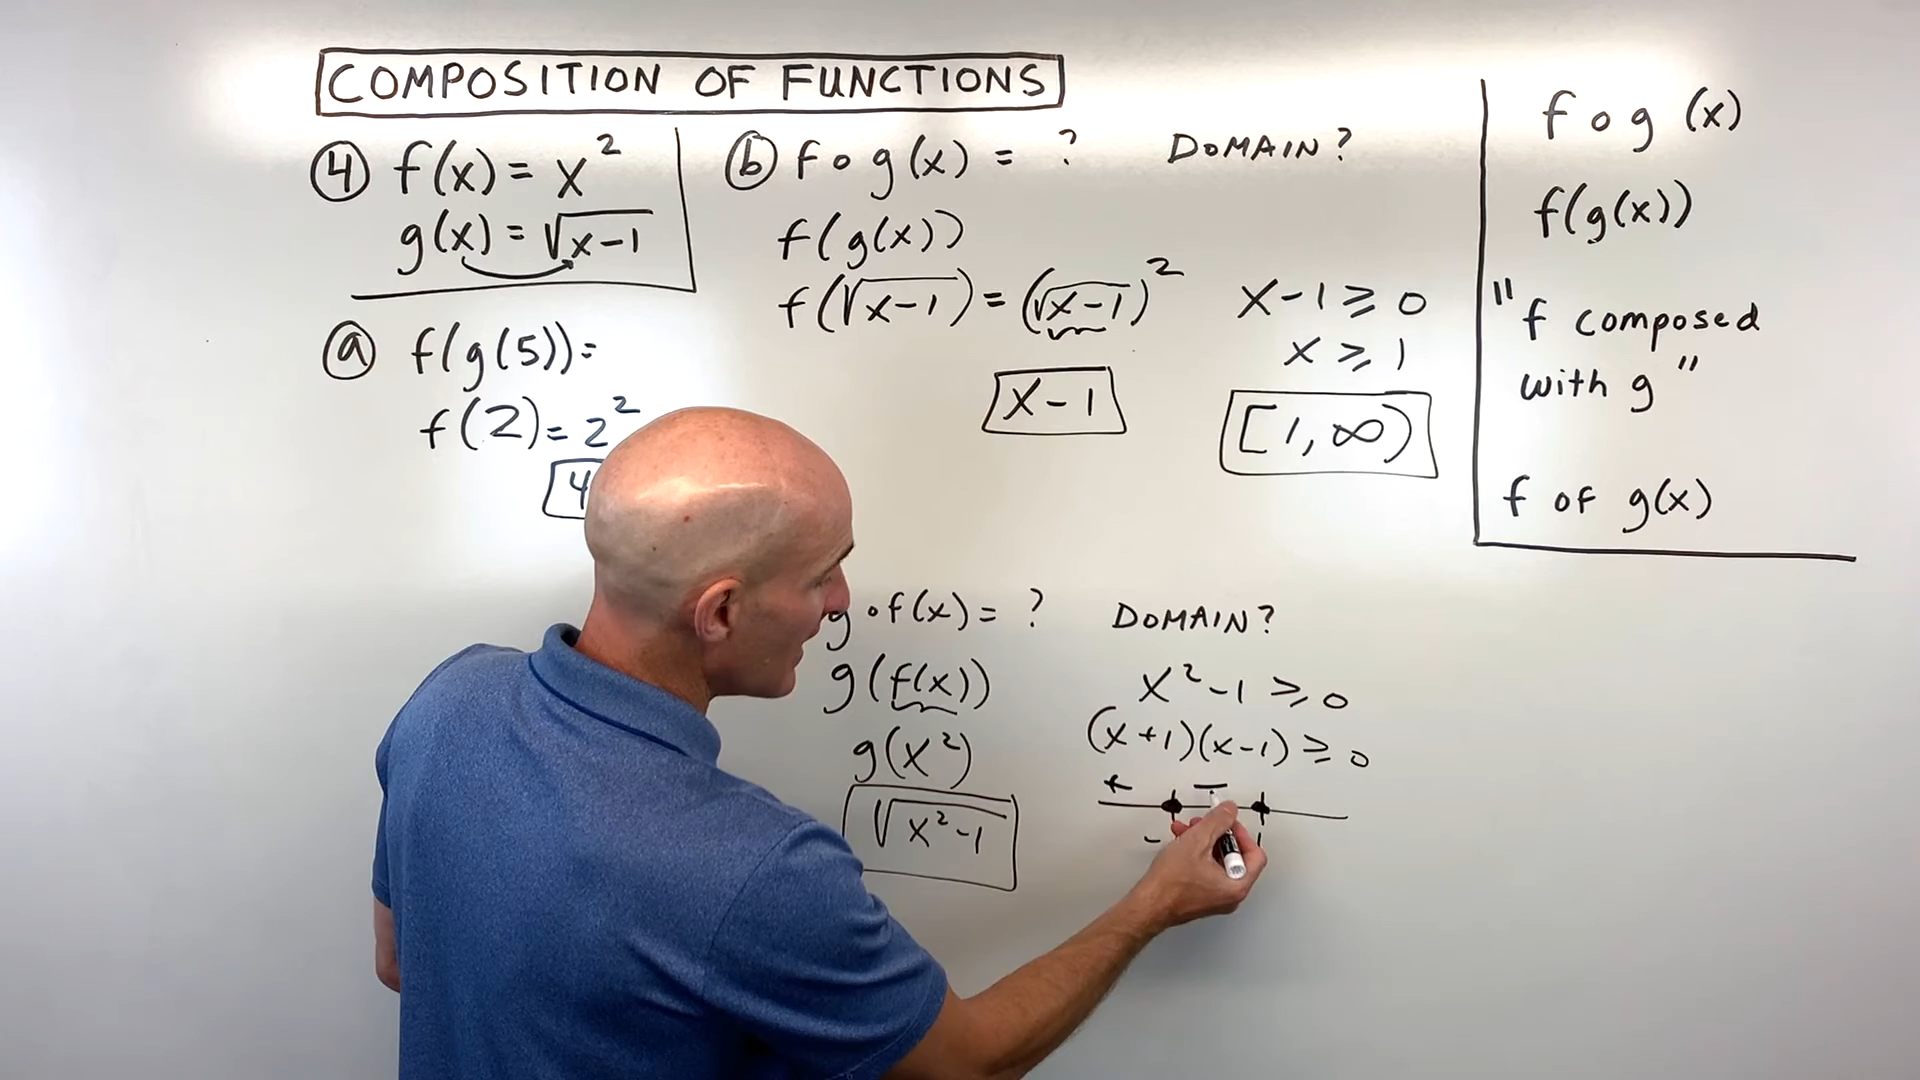 COMPOSITION OF FUNCTIONS
④ f(x) = x²
g(x) = √(x-1)
ⓐ f(g(5)) =
f(2) = 2²
4
ⓑ f∘g(x) = ? DOMAIN?
f(g(x))
f(√(x-1)) = (√(x-1))²
x-1
x-1 ≥ 0
x ≥ 1
[1, ∞)
g∘f(x) = ? DOMAIN?
g(f(x))
g(x²)
√(x²-1)
x²-1 ≥ 0
(x+1)(x-1) ≥ 0
+ -
- 1
f∘g (x)
f(g(x))
"f composed
with g"
f of g(x)